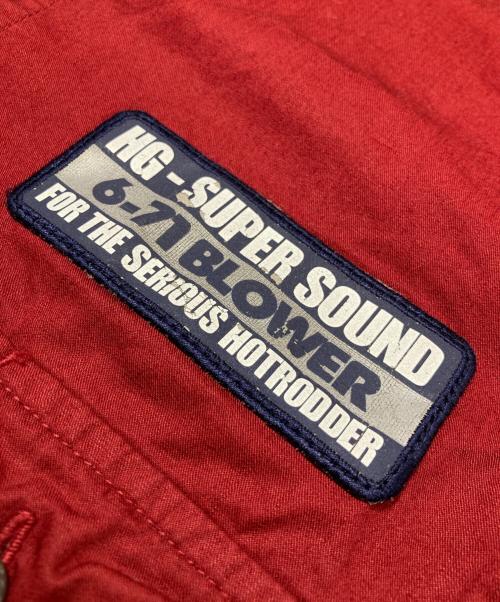 HG - SUPER SOUND
6-71 BLOWER
FOR THE SERIOUS HOTRODDER